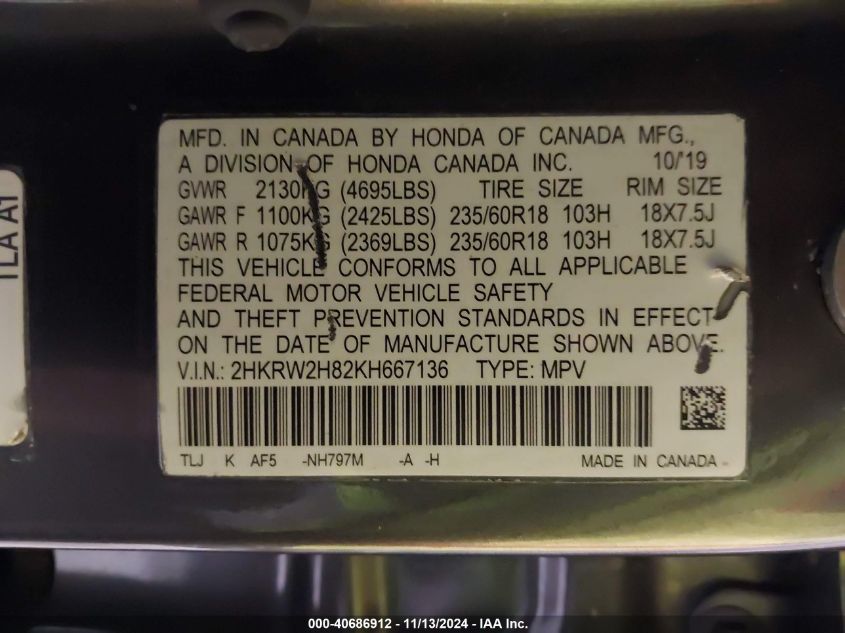 MFD. IN CANADA BY HONDA OF CANADA MFG.,
A DIVISION OF HONDA CANADA INC. 10/'19
GVWR 2130KG (4695LBS) TIRE SIZE RIM SIZE
GAWR F 1100KG (2425LBS) 235/60R18 103H 18X7.5J
GAWR R 1075KG (2369LBS) 235/60R18 103H 18X7.5J
THIS VEHICLE CONFORMS TO ALL APPLICABLE
FEDERAL MOTOR VEHICLE SAFETY
AND THEFT PREVENTION STANDARDS IN EFFECT
ON THE DATE OF MANUFACTURE SHOWN ABOVE.
V.I.N.: 2HKRW2H82KH667136 TYPE: MPV
TLJ K AF5 -NH797M -A -H MADE IN CANADA
TLA A1
000-40686912 - 11/13/2024 - IAA Inc.